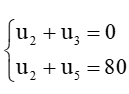 u₂ + u₃ = 0
u₂ + u₅ = 80